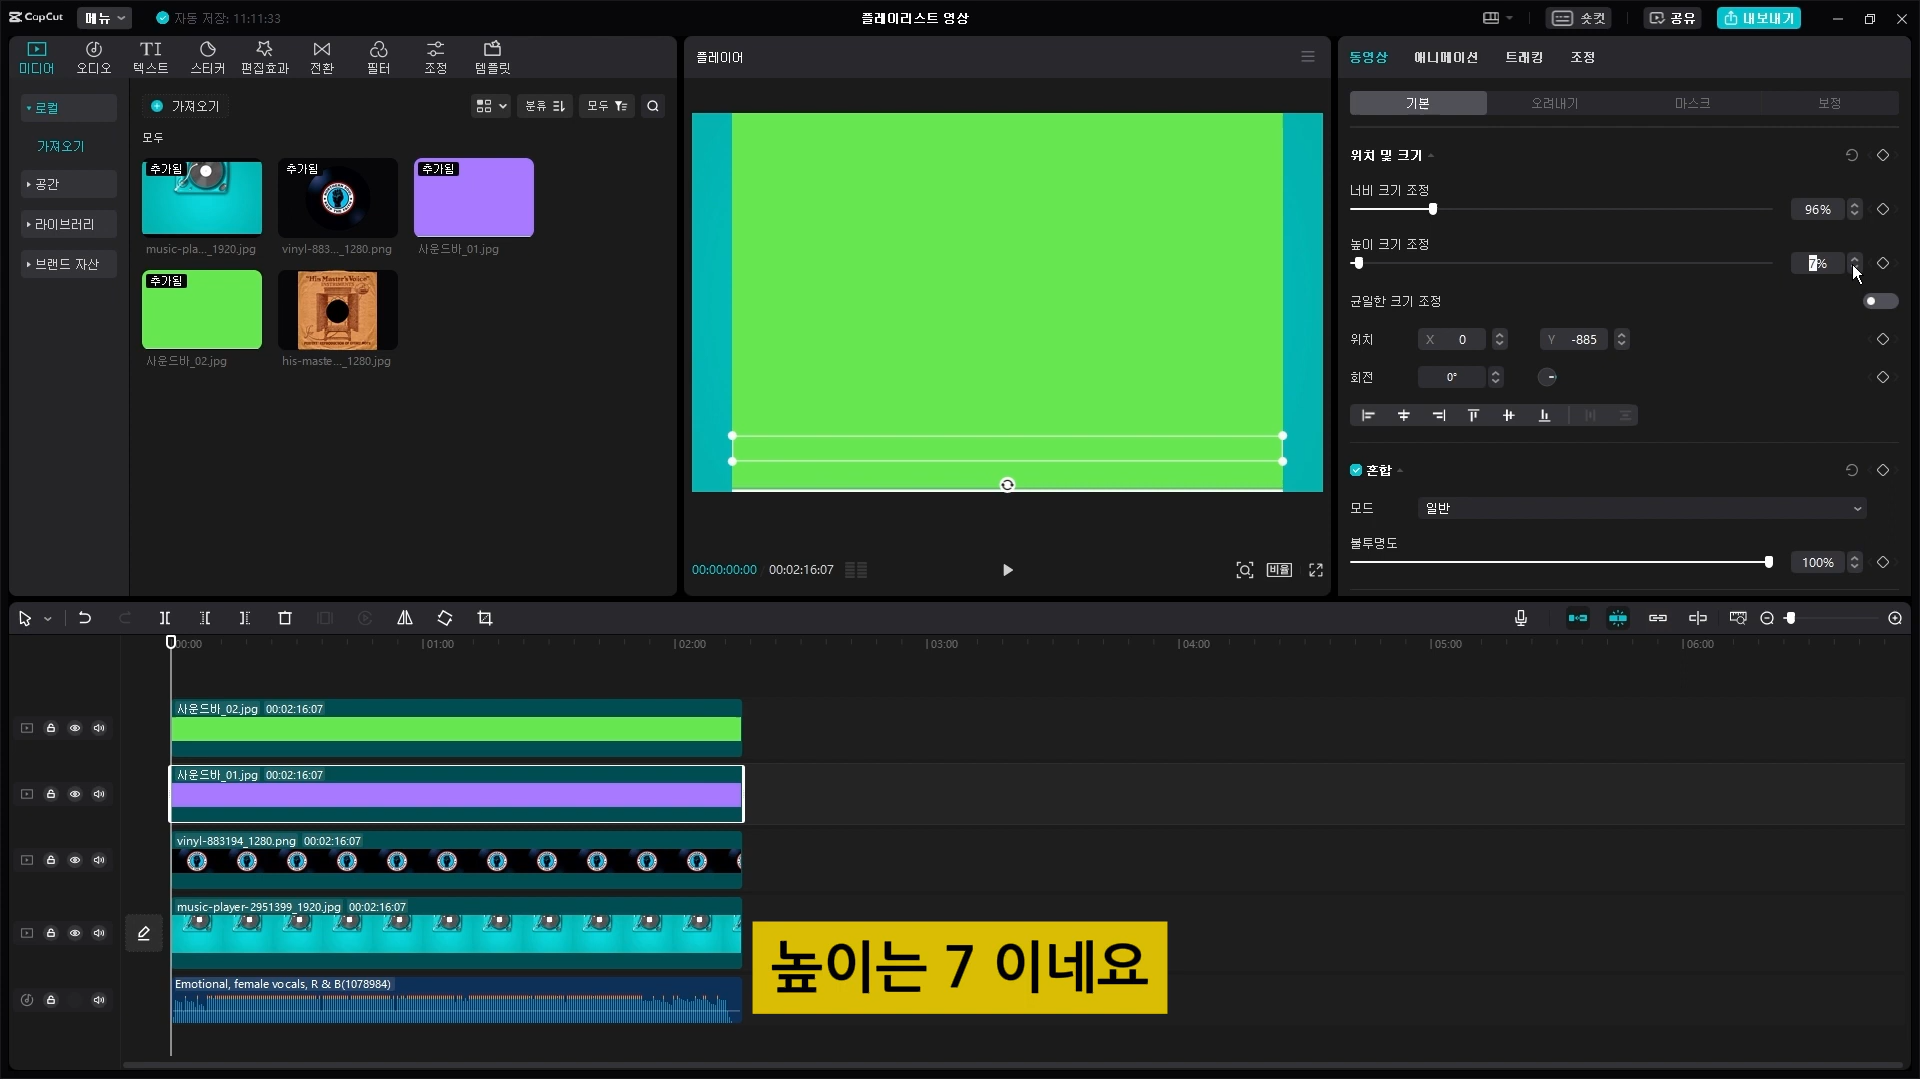 CapCut 메뉴 자동 저장: 11:11:33 플레이리스트 영상 숏컷 공유 내보내기
미디어 오디오 텍스트 스티커 편집효과 전환 필터 조정 템플릿
로컬
가져오기
공간
라이브러리
브랜드 자산
가져오기 분류 모두
모두
추가됨 추가됨 추가됨
music-pla..._1920.jpg vinyl-883..._1280.png 사운드바_01.jpg
추가됨
"His Master's Voice"
사운드바_02.jpg his-maste..._1280.jpg
플레이어
00:00:00:00 00:02:16:07 비율
동영상 애니메이션 트래킹 조정
기본 오려내기 마스크 보정
위치 및 크기
너비 크기 조정
96%
높이 크기 조정
7%
균일한 크기 조정
위치 X 0 Y -885
회전 0°
혼합
모드 일반
불투명도
100%
00:00 01:00 02:00 03:00 04:00 05:00 06:00
사운드바_02.jpg 00:02:16:07
사운드바_01.jpg 00:02:16:07
vinyl-883194_1280.png 00:02:16:07
music-player-2951399_1920.jpg 00:02:16:07
Emotional, female vocals, R & B(1078984)
높이는 7 이네요